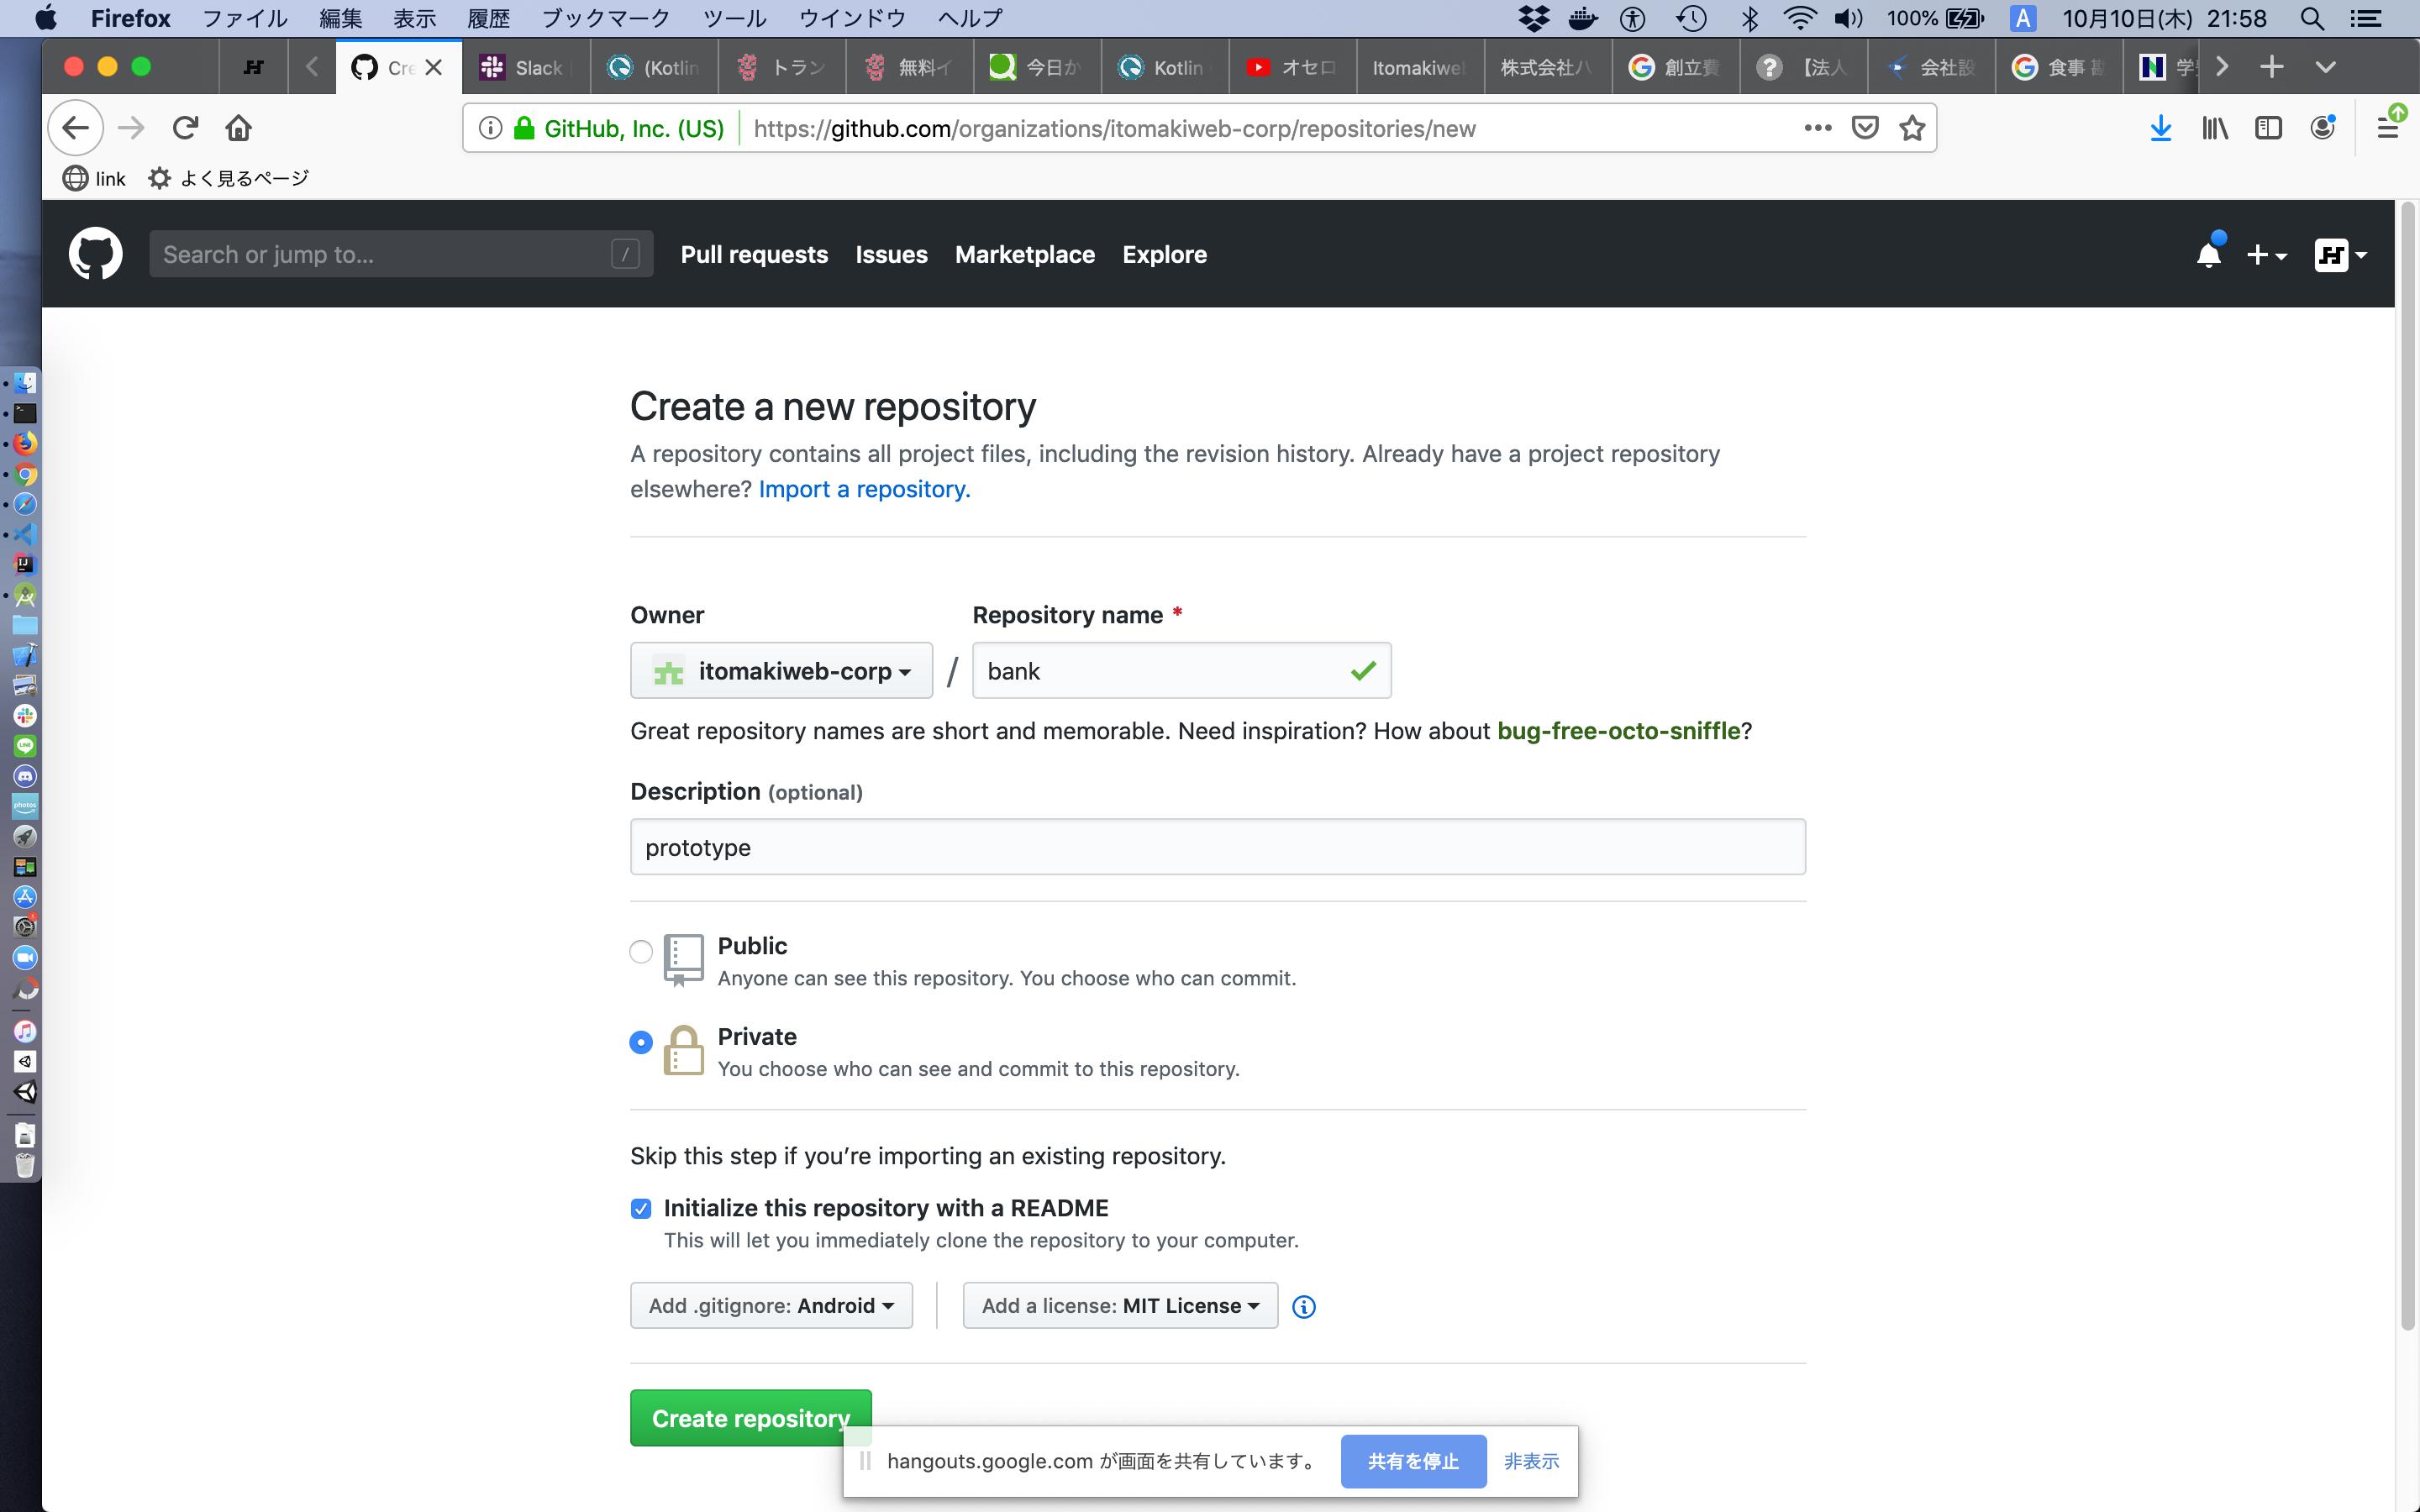 Firefox ファイル 編集 表示 履歴 ブックマーク ツール ウインドウ ヘルプ 100% A 10月10日(木) 21:58
Cre Slack (Kotlin トラン 無料イ 今日か Kotlin オセロ Itomakiweb 株式会社ハ 創立費 【法人 会社設 食事 勘
GitHub, Inc. (US) https://github.com/organizations/itomakiweb-corp/repositories/new
link よく見るページ
Search or jump to... / Pull requests Issues Marketplace Explore
Create a new repository
A repository contains all project files, including the revision history. Already have a project repository
elsewhere? Import a repository.
Owner Repository name *
itomakiweb-corp / bank
Great repository names are short and memorable. Need inspiration? How about bug-free-octo-sniffle?
Description (optional)
prototype
Public
Anyone can see this repository. You choose who can commit.
Private
You choose who can see and commit to this repository.
Skip this step if you’re importing an existing repository.
Initialize this repository with a README
This will let you immediately clone the repository to your computer.
Add .gitignore: Android Add a license: MIT License
Create repository
hangouts.google.com が画面を共有しています。 共有を停止 非表示